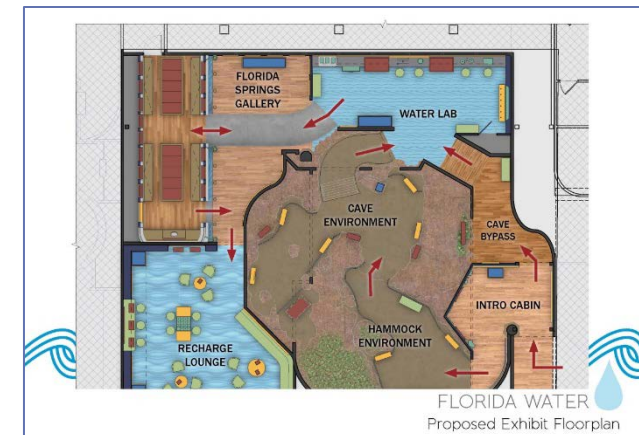 FLORIDA
SPRINGS
GALLERY
WATER LAB
CAVE
ENVIRONMENT
CAVE
BYPASS
INTRO CABIN
HAMMOCK
ENVIRONMENT
RECHARGE
LOUNGE
FLORIDA WATER
Proposed Exhibit Floorplan